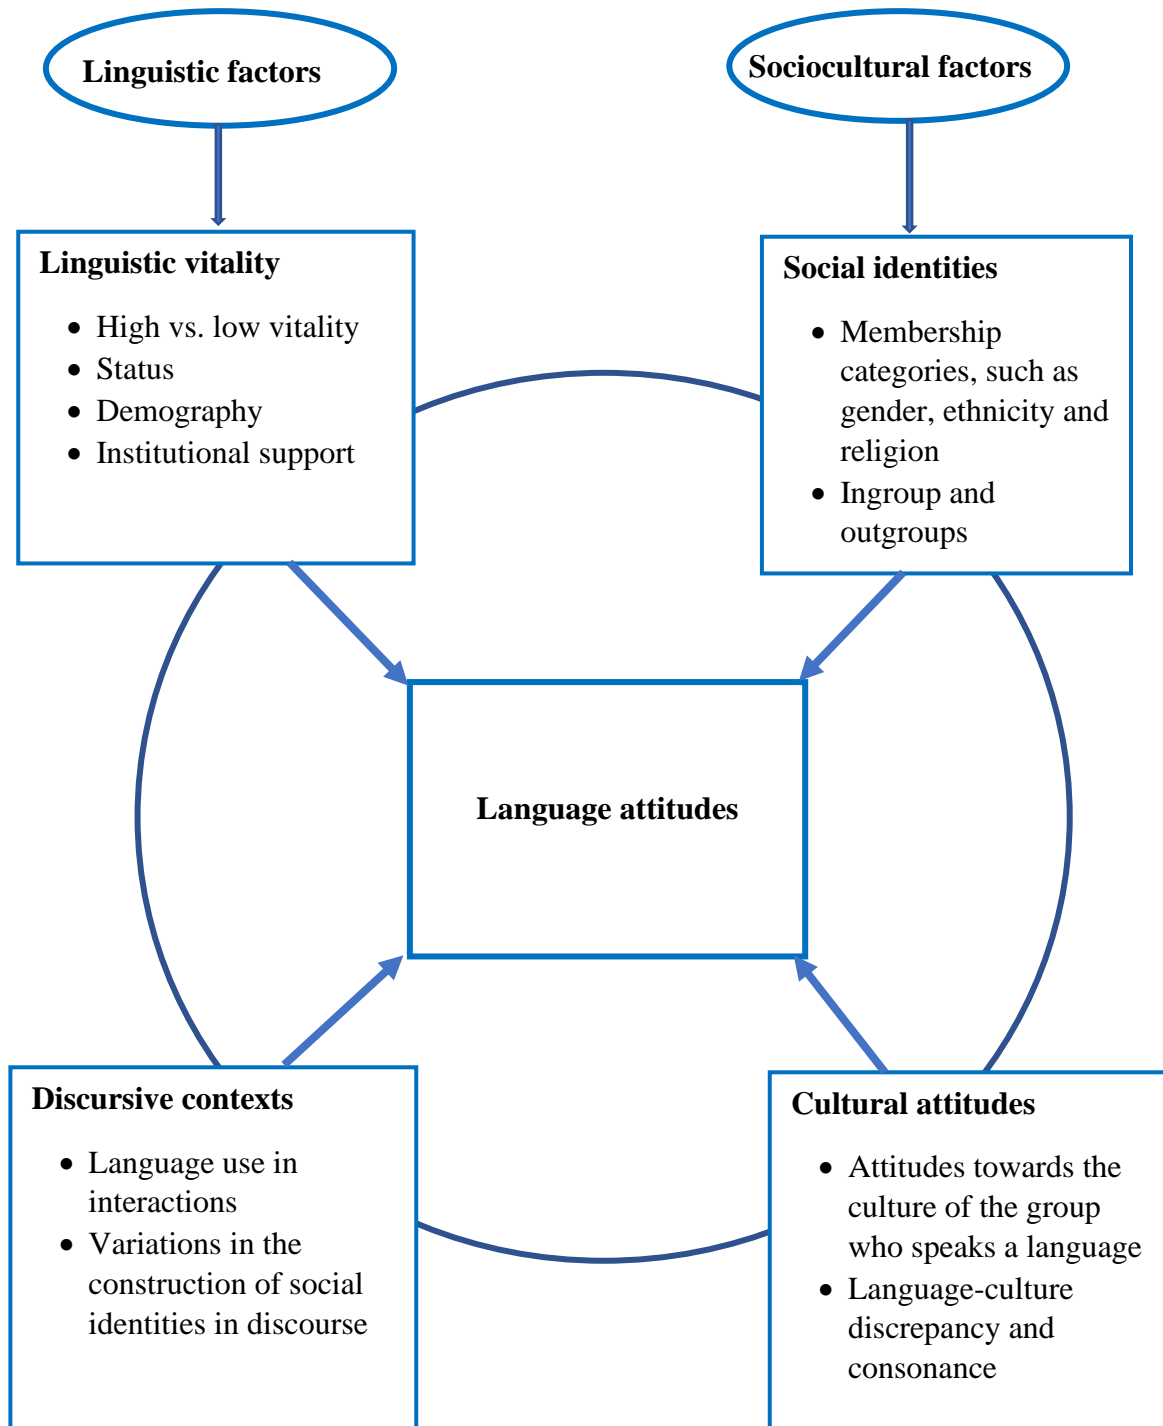 Linguistic factors
Sociocultural factors
Linguistic vitality
• High vs. low vitality
• Status
• Demography
• Institutional support
Social identities
• Membership
categories, such as
gender, ethnicity and
religion
• Ingroup and
outgroups
Language attitudes
Discursive contexts
• Language use in
interactions
• Variations in the
construction of social
identities in discourse
Cultural attitudes
• Attitudes towards the
culture of the group
who speaks a language
• Language-culture
discrepancy and
consonance